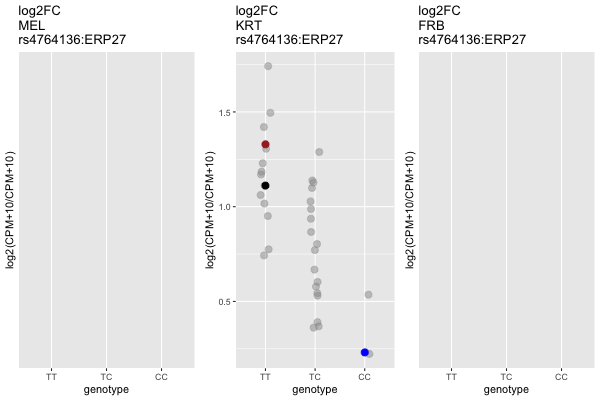 log2FC
MEL
rs4764136:ERP27
log2(CPM+10/CPM+10)
TT TC CC
genotype
log2FC
KRT
rs4764136:ERP27
log2(CPM+10/CPM+10)
1.5
1.0
0.5
TT TC CC
genotype
log2FC
FRB
rs4764136:ERP27
log2(CPM+10/CPM+10)
TT TC CC
genotype